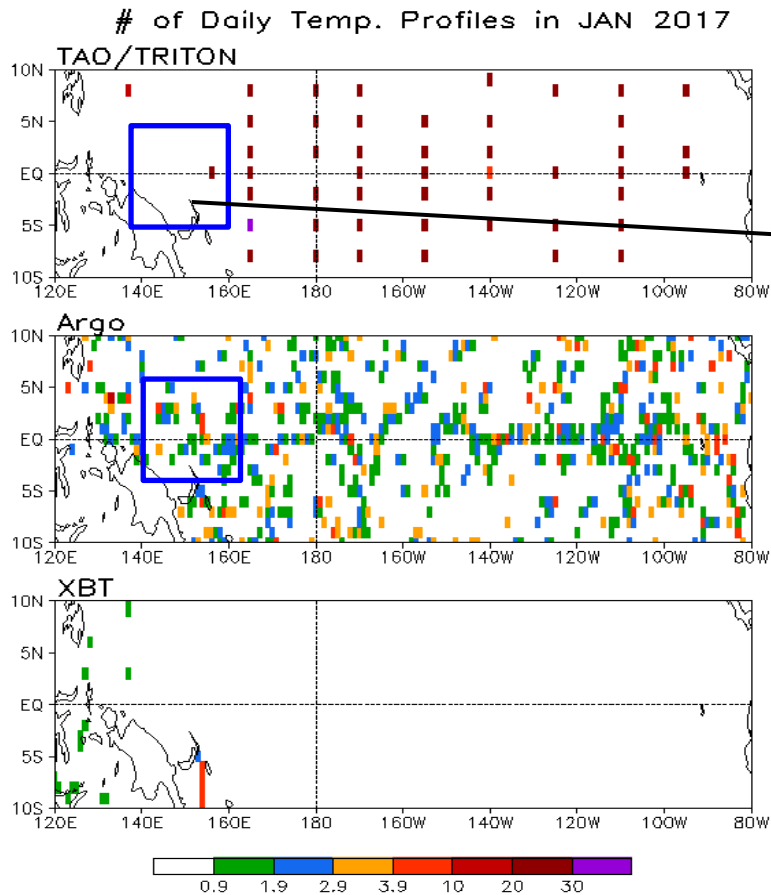 # of Daily Temp. Profiles in JAN 2017
TAO/TRITON
10N
5N
EQ
5S
10S
120E 140E 160E 180 160W 140W 120W 100W 80W
Argo
10N
5N
EQ
5S
10S
120E 140E 160E 180 160W 140W 120W 100W 80W
XBT
10N
5N
EQ
5S
10S
120E 140E 160E 180 160W 140W 120W 100W 80W
0.9 1.9 2.9 3.9 10 20 30